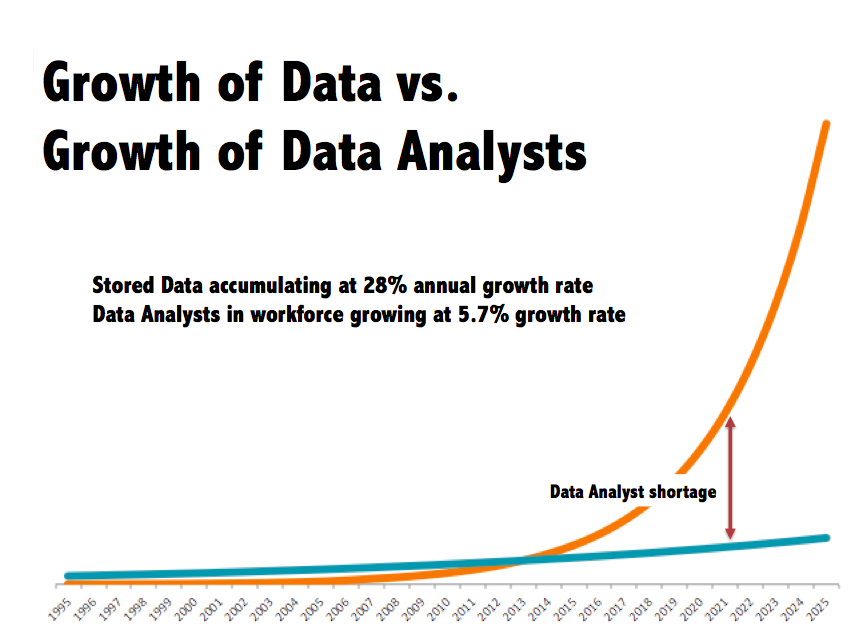 Growth of Data vs.
Growth of Data Analysts
Stored Data accumulating at 28% annual growth rate
Data Analysts in workforce growing at 5.7% growth rate
Data Analyst shortage
1995 1996 1997 1998 1999 2000 2001 2002 2003 2004 2005 2006 2007 2008 2009 2010 2011 2012 2013 2014 2015 2016 2017 2018 2019 2020 2021 2022 2023 2024 2025